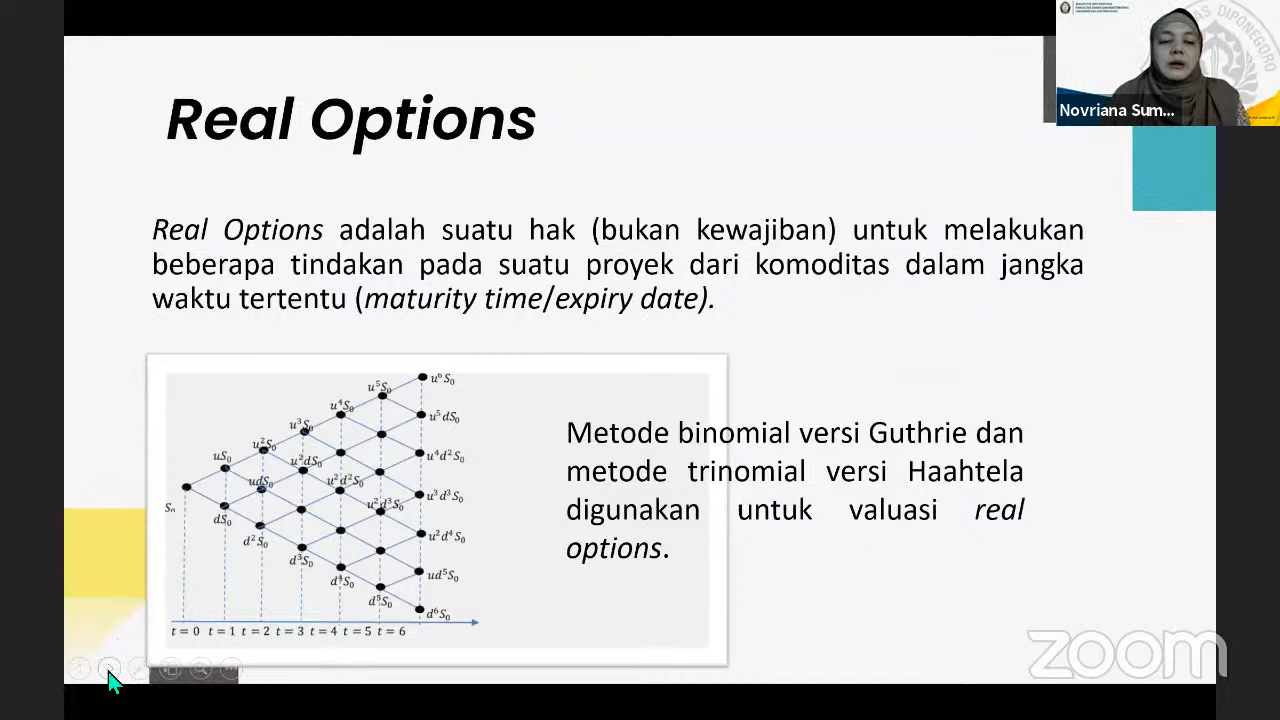 Real Options
Novriana Sum...
Real Options adalah suatu hak (bukan kewajiban) untuk melakukan
beberapa tindakan pada suatu proyek dari komoditas dalam jangka
waktu tertentu (maturity time/expiry date).
u⁶S₀
u⁵S₀
u⁴S₀
u⁵dS₀
u³S₀
u²S₀
u⁴d²S₀
uS₀
u²dS₀
udS₀
u²d²S₀
u³d³S₀
S₀
u²d³S₀
dS₀
u²d⁴S₀
d²S₀
d³S₀
ud⁵S₀
d⁴S₀
d⁵S₀
d⁶S₀
t = 0 t = 1 t = 2 t = 3 t = 4 t = 5 t = 6
Metode binomial versi Guthrie dan
metode trinomial versi Haahtela
digunakan untuk valuasi real
options.
zoom